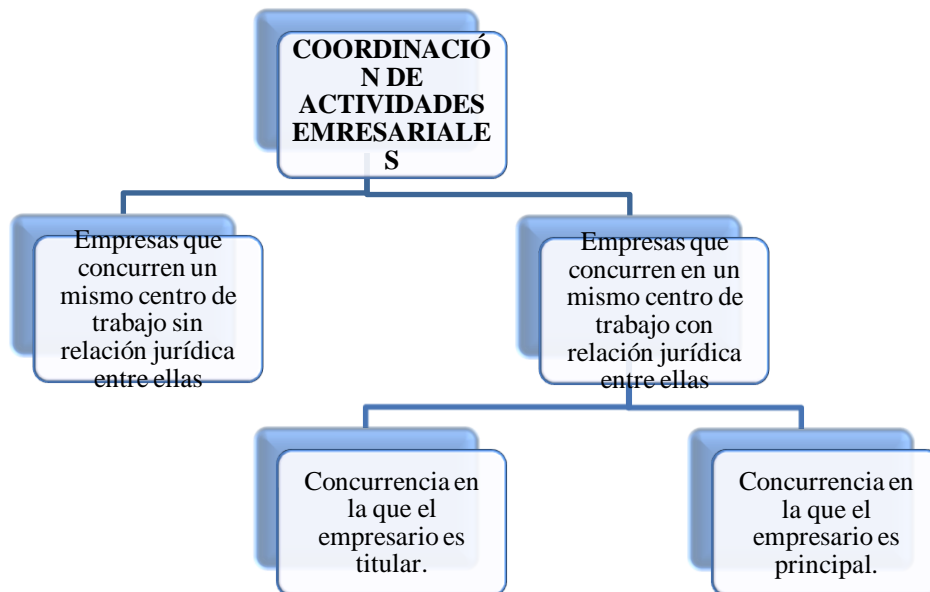 COORDINACIÓ
N DE
ACTIVIDADES
EMRESARIALE
S
Empresas que
concurren un
mismo centro de
trabajo sin
relación jurídica
entre ellas
Empresas que
concurren en un
mismo centro de
trabajo con
relación jurídica
entre ellas
Concurrencia en
la que el
empresario es
titular.
Concurrencia en
la que el
empresario es
principal.